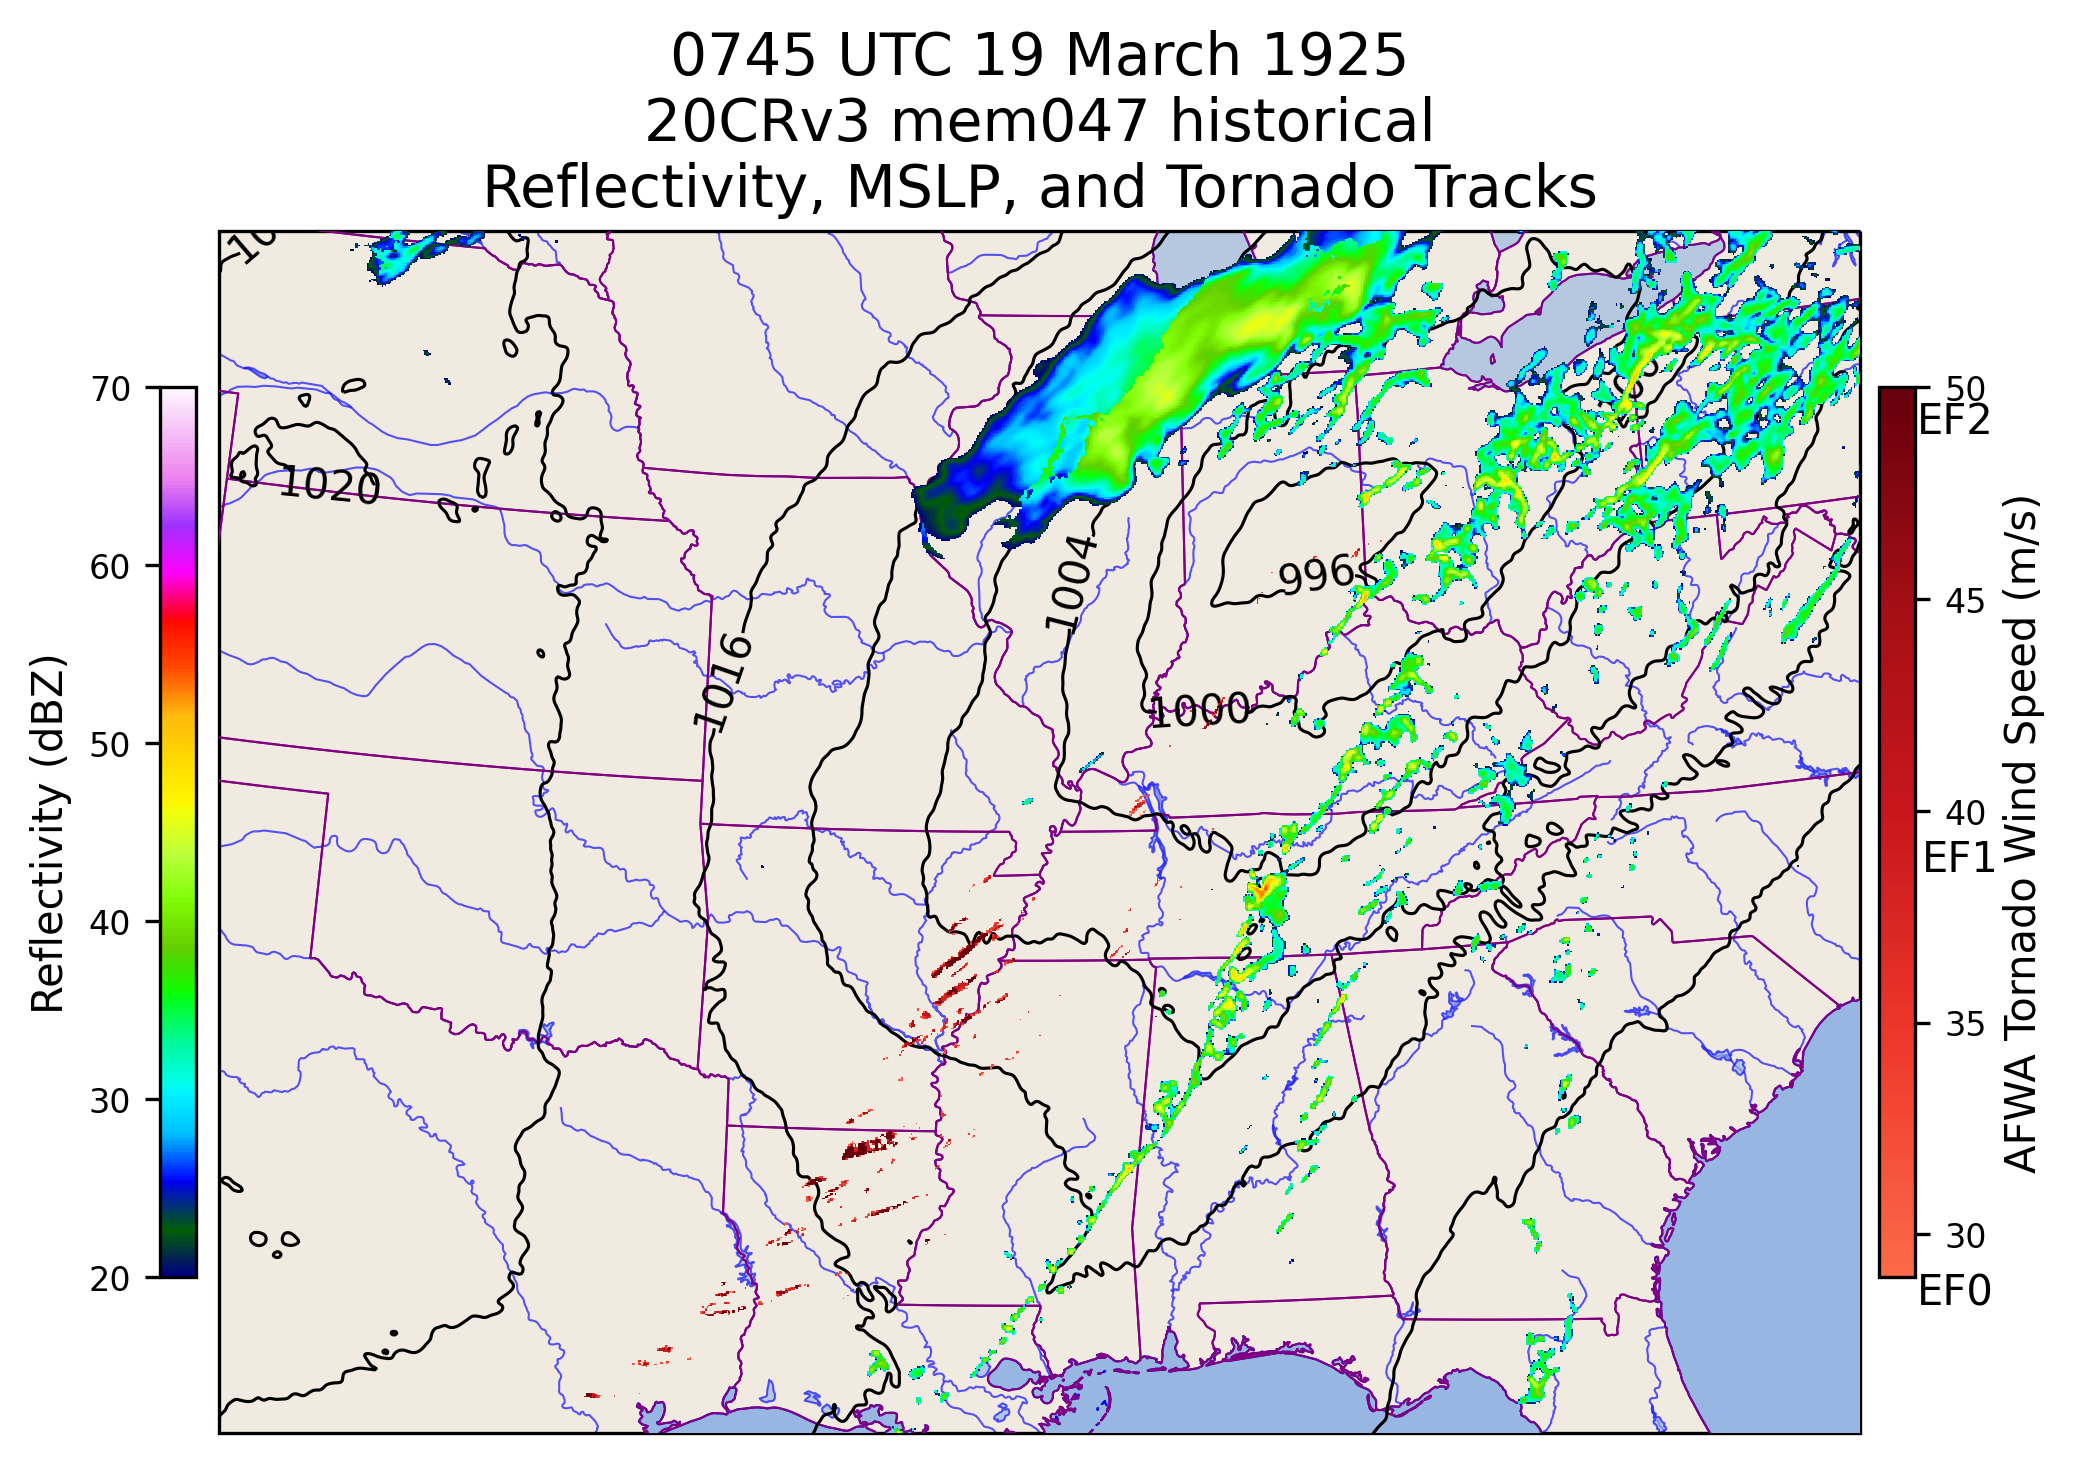 0745 UTC 19 March 1925
20CRv3 mem047 historical
Reflectivity, MSLP, and Tornado Tracks
70
60
50
40
30
20
Reflectivity (dBZ)
1020
1016
1004
996
1000
50
EF2
45
40
EF1
35
30
EF0
AFWA Tornado Wind Speed (m/s)